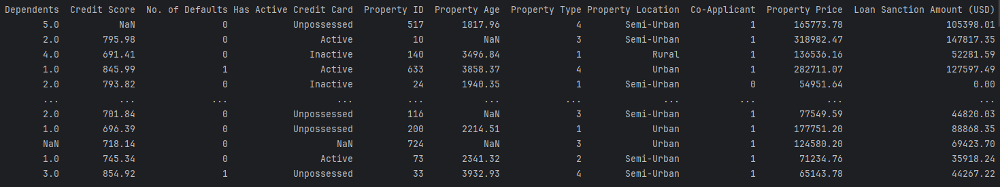 Dependents Credit Score No. of Defaults Has Active Credit Card Property ID Property Age Property Type Property Location Co-Applicant Property Price Loan Sanction Amount (USD)
5.0 NaN 0 Unpossessed 517 1817.96 4 Semi-Urban 1 165773.78 105398.01
2.0 795.98 0 Active 10 NaN 3 Semi-Urban 1 318982.47 147817.35
4.0 691.41 0 Inactive 140 3496.84 1 Rural 1 136536.16 52281.59
1.0 845.99 1 Active 633 3858.37 4 Urban 1 282711.07 127597.49
2.0 793.82 0 Inactive 24 1940.35 1 Semi-Urban 0 54951.64 0.00
... ... ... ... ... ... ... ... ... ... ...
2.0 701.84 0 Unpossessed 116 NaN 3 Semi-Urban 1 77549.59 44820.03
1.0 696.39 0 Unpossessed 200 2214.51 1 Urban 1 177751.20 88868.35
NaN 718.14 0 NaN 724 NaN 3 Urban 1 124580.20 69423.70
1.0 745.34 0 Active 73 2341.32 2 Semi-Urban 1 71234.76 35918.24
3.0 854.92 1 Unpossessed 33 3932.93 4 Semi-Urban 1 65143.78 44267.22